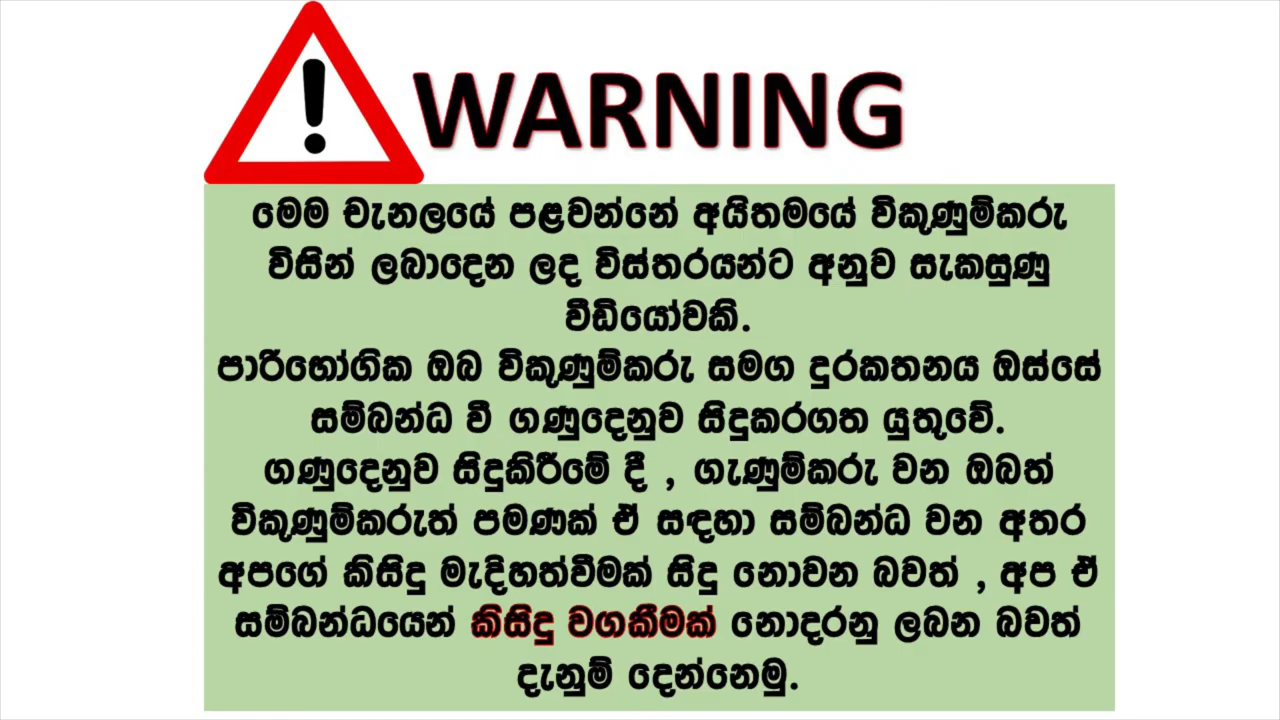 WARNING
මෙම චැනලයේ පළවන්නේ අයිතමයේ විකුණුම්කරු
විසින් ලබාදෙන ලද විස්තරයන්ට අනුව සැකසුණු
වීඩියෝවකි.
පාරිභෝගික ඔබ විකුණුම්කරු සමග දුරකතනය ඔස්සේ
සම්බන්ධ වී ගණුදෙනුව සිදුකරගත යුතුවේ.
ගණුදෙනුව සිදුකිරීමේ දී , ගැණුම්කරු වන ඔබත්
විකුණුම්කරුත් පමණක් ඒ සඳහා සම්බන්ධ වන අතර
අපගේ කිසිදු මැදිහත්වීමක් සිදු නොවන බවත් , අප ඒ
සම්බන්ධයෙන් කිසිදු වගකීමක් නොදරනු ලබන බවත්
දැනුම් දෙන්නෙමු.